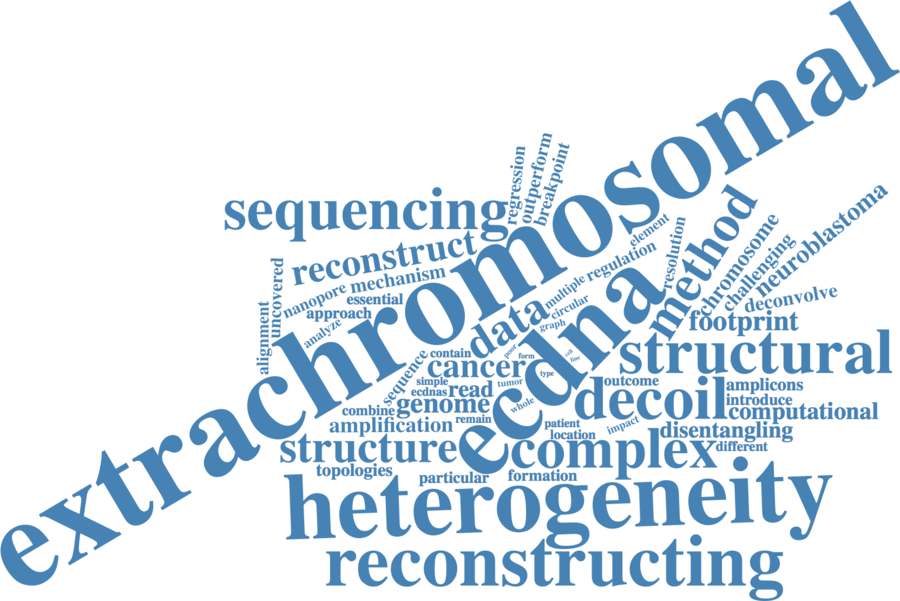 extrachromosomal
regression
outperform
breakpoint
sequencing
element
method
neuroblastoma
reconstruct
resolution
chromosome
regulation
challenging
uncovered
nanopore
mechanism
multiple
essential
circular
deconvolve
approach
data
ecdna
footprint
alignment
analyze
graph
structural
poor
form
cell
line
contain
cancer
sequence
type
simple
ecdnas
read
tumor
outcome
decoil
amplicons
introduce
genome
whole
combine
computational
remain
amplification
patient
impact
location
disentangling
structure
complex
different
topologies
particular
formation
heterogeneity
reconstructing